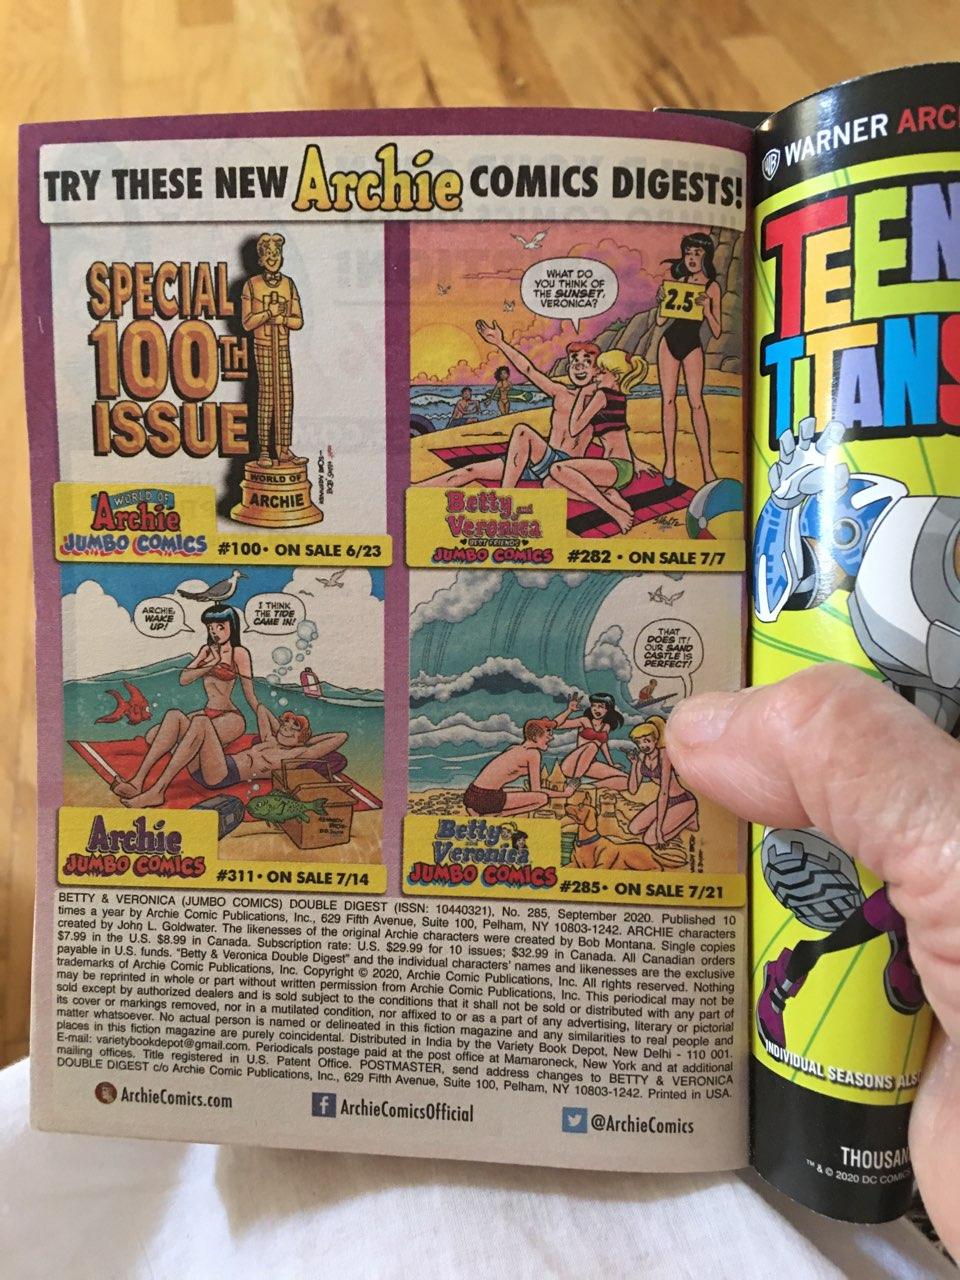 TRY THESE NEW Archie COMICS DIGESTS!
SPECIAL
100TH
ISSUE
WORLD OF
ARCHIE
WORLD OF
Archie
JUMBO COMICS
#100 • ON SALE 6/23
WHAT DO
YOU THINK OF
THE SUNSET,
VERONICA?
2.5
Betty and
Veronica
BEST FRIENDS
JUMBO COMICS
#282 • ON SALE 7/7
ARCHIE,
WAKE
UP!
I THINK
THE TIDE
CAME IN!
Archie
JUMBO COMICS
#311 • ON SALE 7/14
THAT
DOES IT!
OUR SAND
CASTLE IS
PERFECT!
Betty and
Veronica
JUMBO COMICS
#285 • ON SALE 7/21
BETTY & VERONICA (JUMBO COMICS) DOUBLE DIGEST (ISSN: 10440321), No. 285, September 2020. Published 10
times a year by Archie Comic Publications, Inc., 629 Fifth Avenue, Suite 100, Pelham, NY 10803-1242. ARCHIE characters
created by John L. Goldwater. The likenesses of the original Archie characters were created by Bob Montana. Single copies
$7.99 in the U.S. $8.99 in Canada. Subscription rate: U.S. $29.99 for 10 issues; $32.99 in Canada. All Canadian orders
payable in U.S. funds. "Betty & Veronica Double Digest" and the individual characters' names and likenesses are the exclusive
trademarks of Archie Comic Publications, Inc. Copyright © 2020, Archie Comic Publications, Inc. All rights reserved. Nothing
may be reprinted in whole or part without written permission from Archie Comic Publications, Inc. This periodical may not be
sold except by authorized dealers and is sold subject to the conditions that it shall not be sold or distributed with any part of
its cover or markings removed, nor in a mutilated condition, nor affixed to or as a part of any advertising, literary or pictorial
matter whatsoever. No actual person is named or delineated in this fiction magazine and any similarities to real people and
places in this fiction magazine are purely coincidental. Distributed in India by the Variety Book Depot, New Delhi - 110 001.
E-mail: varietybookdepot@gmail.com. Periodicals postage paid at the post office at Mamaroneck, New York and at additional
mailing offices. Title registered in U.S. Patent Office. POSTMASTER, send address changes to BETTY & VERONICA
DOUBLE DIGEST c/o Archie Comic Publications, Inc., 629 Fifth Avenue, Suite 100, Pelham, NY 10803-1242. Printed in USA.
ArchieComics.com
ArchieComicsOfficial
@ArchieComics
WARNER ARC
TEEN
TITANS
INDIVIDUAL SEASONS ALS
THOUSAN
™ & © 2020 DC COMIC